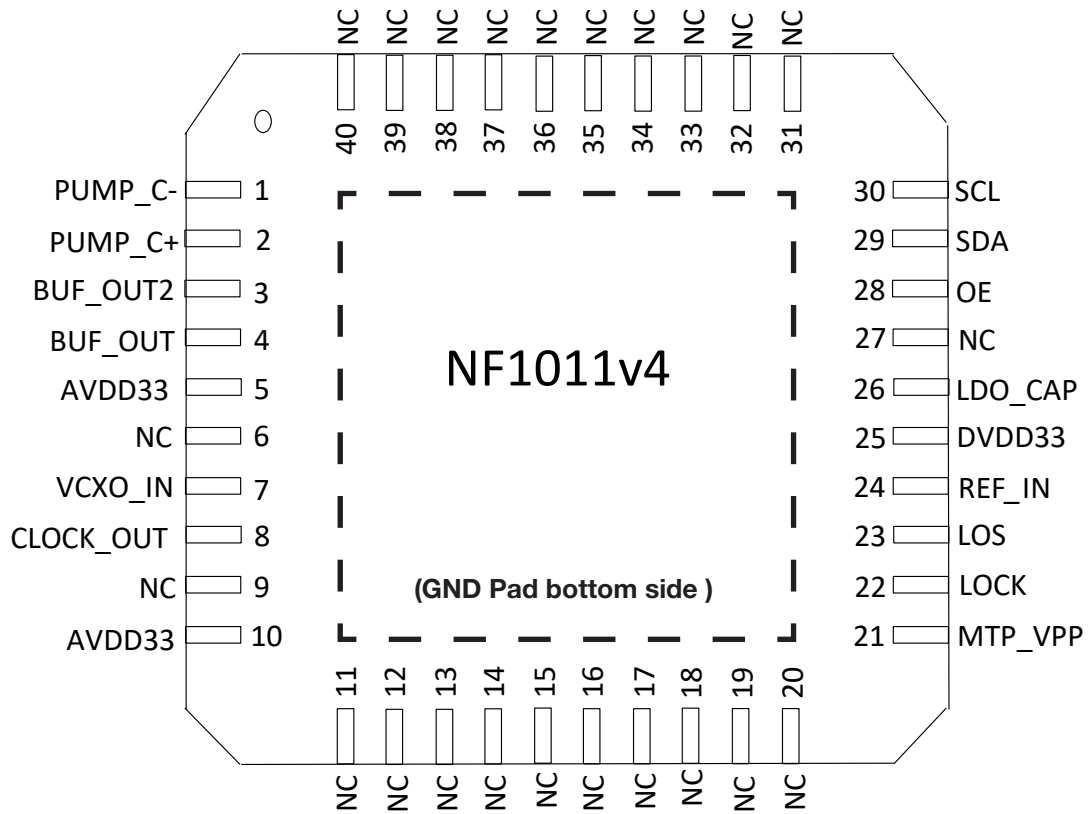 NC NC NC NC NC NC NC NC NC NC
40 39 38 37 36 35 34 33 32 31
PUMP_C- 1
PUMP_C+ 2
BUF_OUT2 3
BUF_OUT 4
AVDD33 5
NC 6
VCXO_IN 7
CLOCK_OUT 8
NC 9
AVDD33 10
NF1011v4
(GND Pad bottom side )
30 SCL
29 SDA
28 OE
27 NC
26 LDO_CAP
25 DVDD33
24 REF_IN
23 LOS
22 LOCK
21 MTP_VPP
11 12 13 14 15 16 17 18 19 20
NC NC NC NC NC NC NC NC NC NC